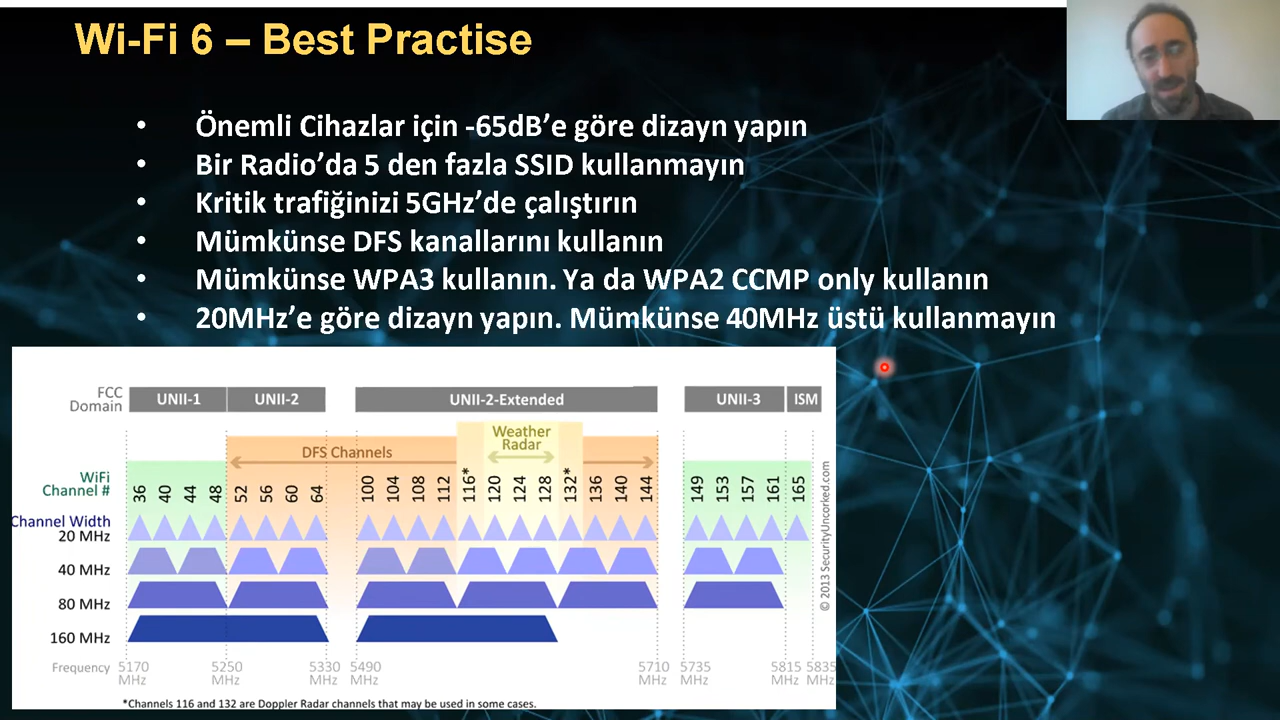 Wi-Fi 6 – Best Practise
• Önemli Cihazlar için -65dB’e göre dizayn yapın
• Bir Radio’da 5 den fazla SSID kullanmayın
• Kritik trafiğinizi 5GHz’de çalıştırın
• Mümkünse DFS kanallarını kullanın
• Mümkünse WPA3 kullanın. Ya da WPA2 CCMP only kullanın
• 20MHz’e göre dizayn yapın. Mümkünse 40MHz üstü kullanmayın
FCC
Domain
UNII-1 UNII-2 UNII-2-Extended UNII-3 ISM
Weather
Radar
DFS Channels
WiFi
Channel #
36 40 44 48 52 56 60 64 100 104 108 112 116* 120 124 128 132* 136 140 144 149 153 157 161 165
Channel Width
20 MHz
40 MHz
80 MHz
160 MHz
Frequency
5170 MHz
5250 MHz
5330 MHz
5490 MHz
5710 MHz
5735 MHz
5815 MHz
5835 MHz
© 2013 SecurityUncorked.com
*Channels 116 and 132 are Doppler Radar channels that may be used in some cases.